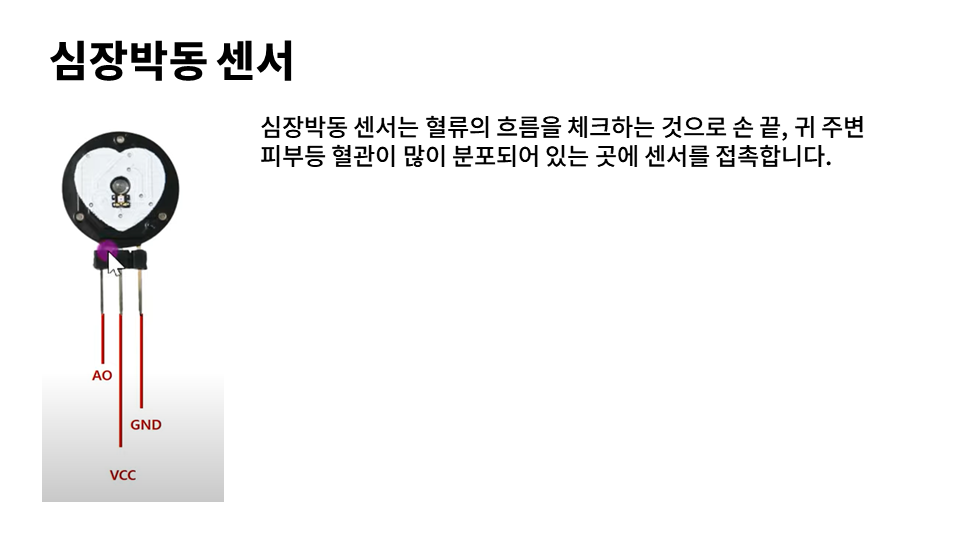 심장박동 센서
심장박동 센서는 혈류의 흐름을 체크하는 것으로 손 끝, 귀 주변
피부등 혈관이 많이 분포되어 있는 곳에 센서를 접촉합니다.
AO
GND
VCC